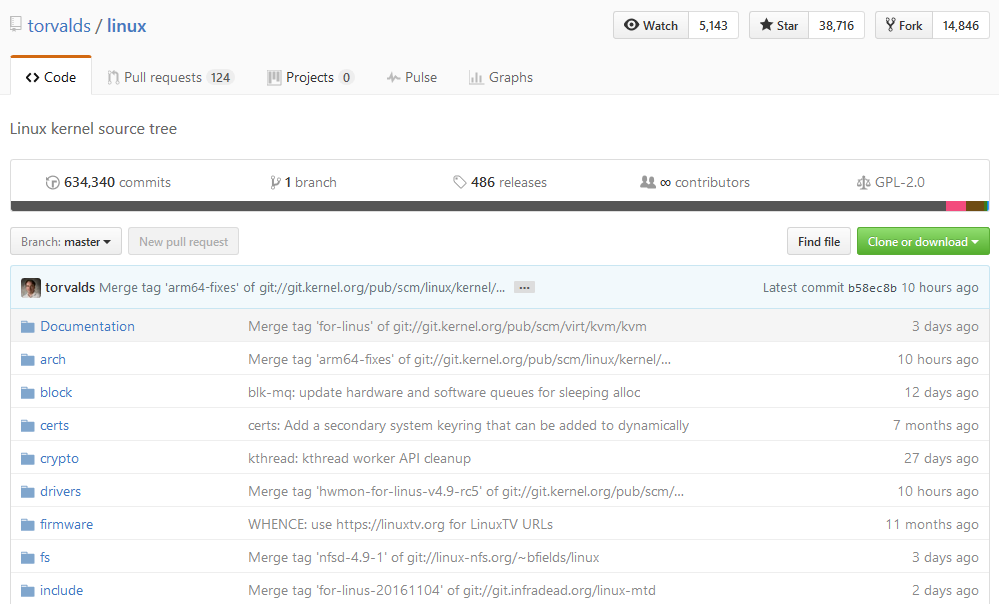 torvalds / linux
Watch 5,143 Star 38,716 Fork 14,846
Code Pull requests 124 Projects 0 Pulse Graphs
Linux kernel source tree
634,340 commits 1 branch 486 releases ∞ contributors GPL-2.0
Branch: master New pull request Find file Clone or download
torvalds Merge tag 'arm64-fixes' of git://git.kernel.org/pub/scm/linux/kernel/... … Latest commit b58ec8b 10 hours ago
Documentation Merge tag 'for-linus' of git://git.kernel.org/pub/scm/virt/kvm/kvm 3 days ago
arch Merge tag 'arm64-fixes' of git://git.kernel.org/pub/scm/linux/kernel/... 10 hours ago
block blk-mq: update hardware and software queues for sleeping alloc 12 days ago
certs certs: Add a secondary system keyring that can be added to dynamically 7 months ago
crypto kthread: kthread worker API cleanup 27 days ago
drivers Merge tag 'hwmon-for-linus-v4.9-rc5' of git://git.kernel.org/pub/scm/... 10 hours ago
firmware WHENCE: use https://linuxtv.org for LinuxTV URLs 11 months ago
fs Merge tag 'nfsd-4.9-1' of git://linux-nfs.org/~bfields/linux 3 days ago
include Merge tag 'for-linus-20161104' of git://git.infradead.org/linux-mtd 2 days ago